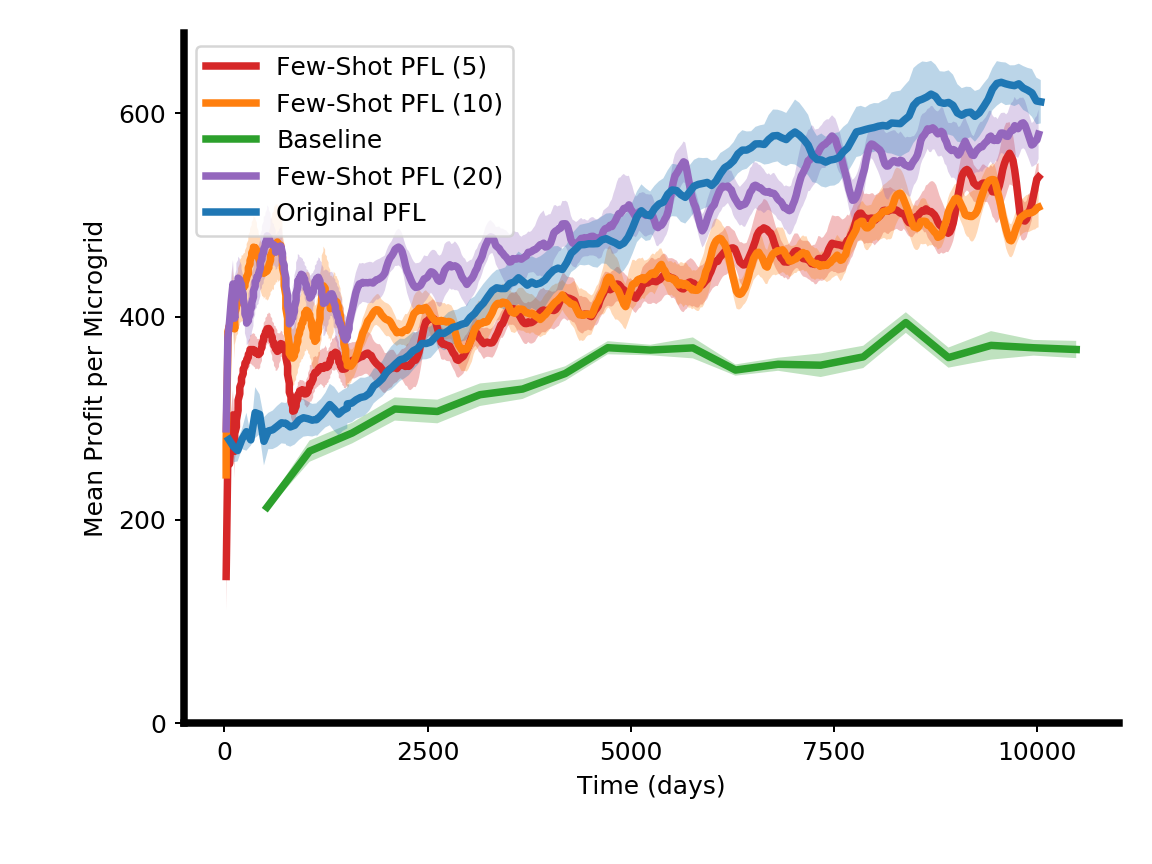 Few-Shot PFL (5)
Few-Shot PFL (10)
Baseline
Few-Shot PFL (20)
Original PFL
Mean Profit per Microgrid
600
400
200
0
0 2500 5000 7500 10000
Time (days)